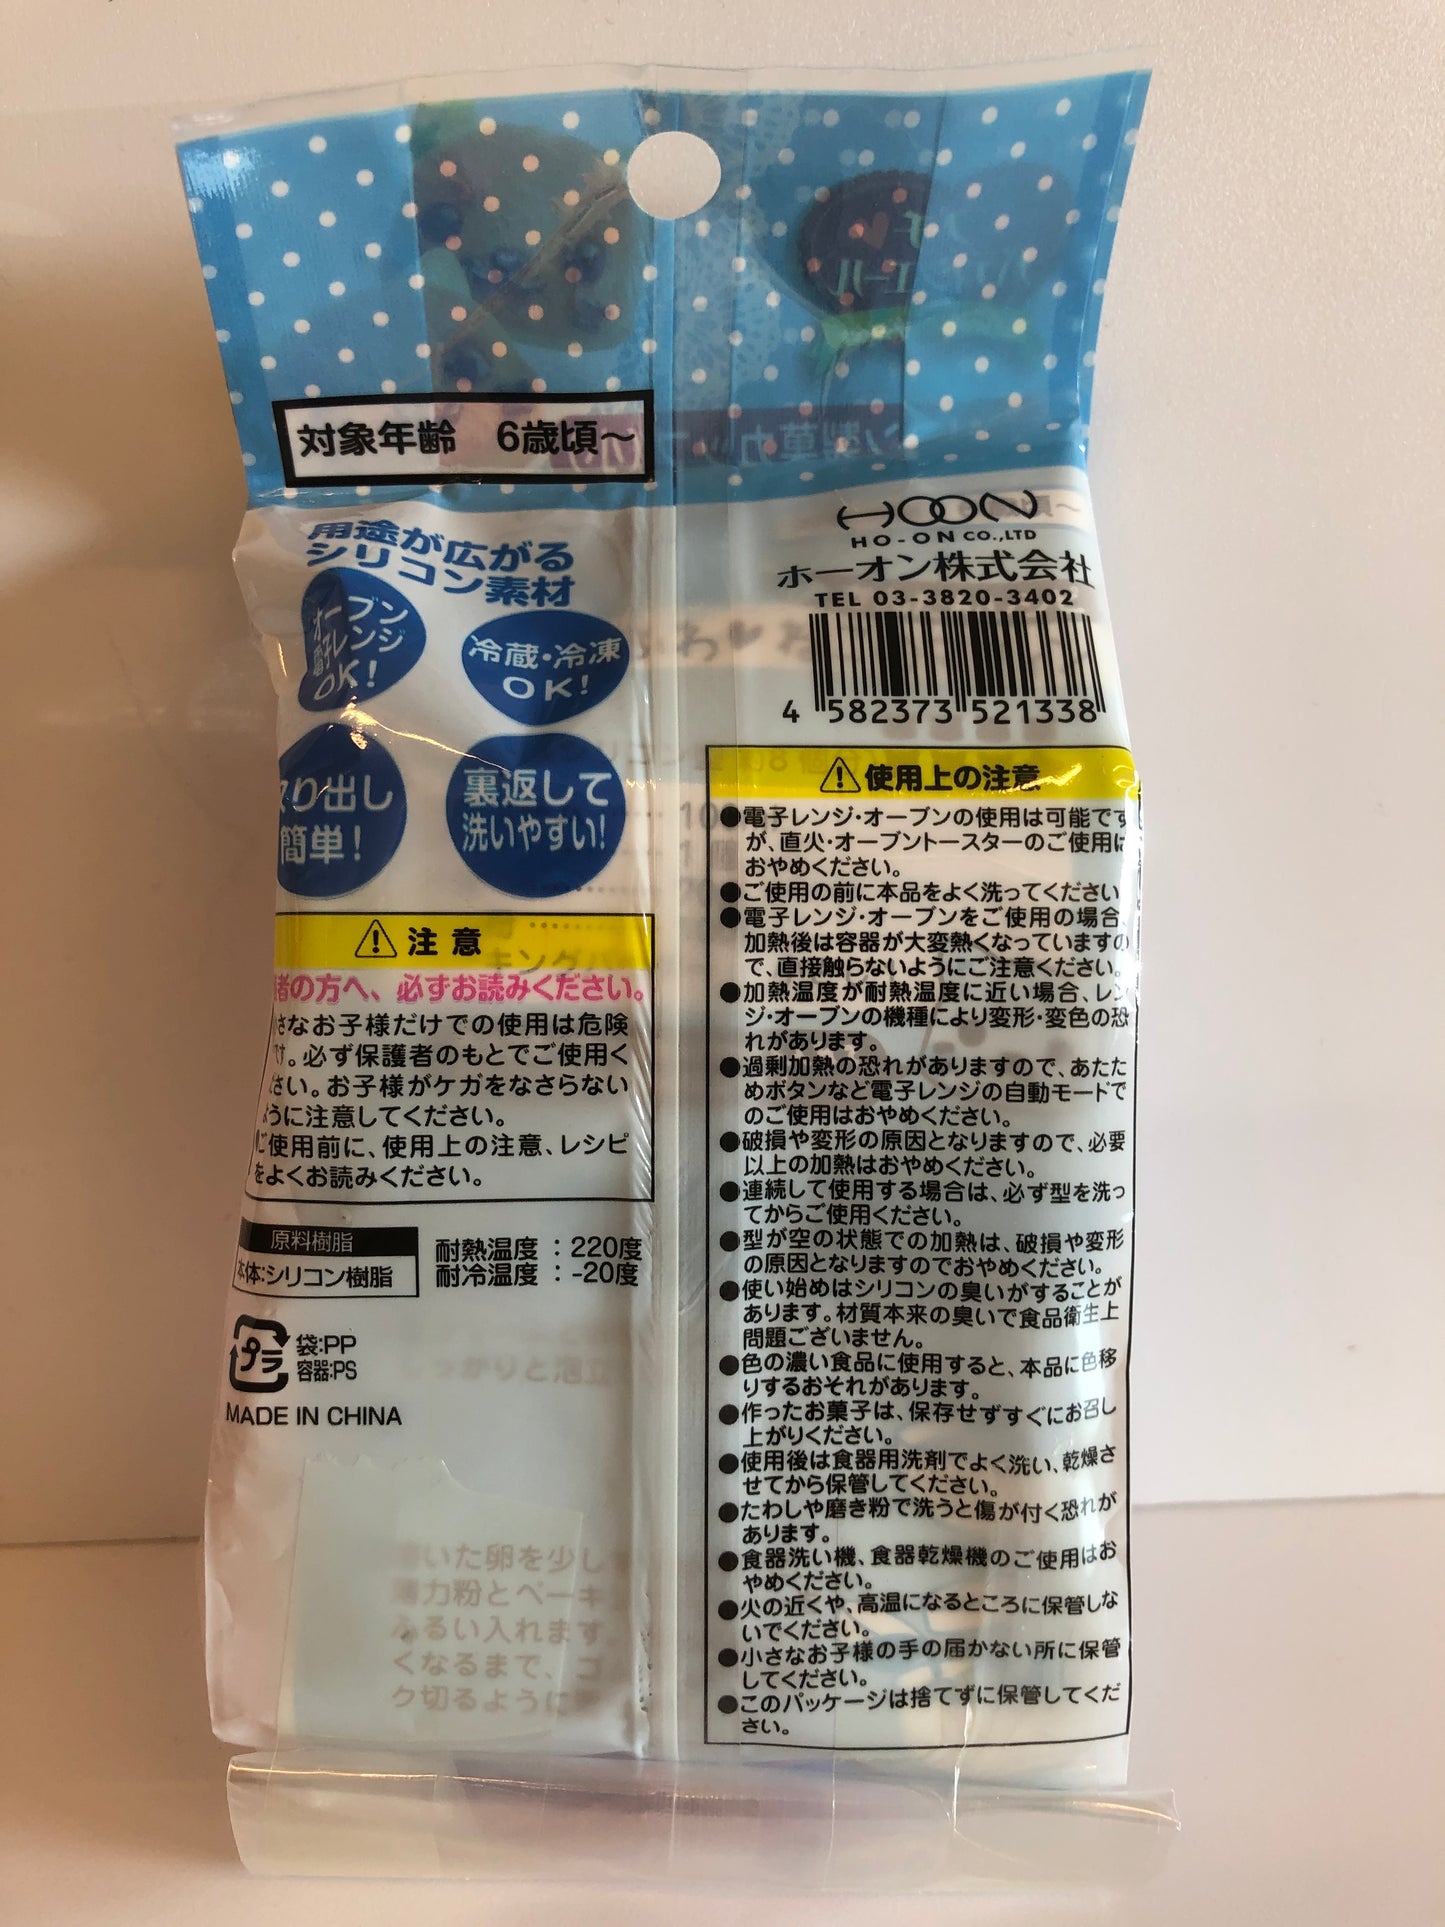 対象年齢 6歳頃～
用途が広がる
シリコン素材
オーブン
電子レンジ
OK!
冷蔵・冷凍
OK!
り出し
簡単!
裏返して
洗いやすい!
⚠注意
者の方へ、必ずお読みください。
さなお子様だけでの使用は危険
す。必ず保護者のもとでご使用く
さい。お子様がケガをなさらない
うに注意してください。
ご使用前に、使用上の注意、レシピ
をよくお読みください。
原料樹脂
本体:シリコン樹脂
耐熱温度：220度
耐冷温度：-20度
プラ
袋:PP
容器:PS
MADE IN CHINA
HOON
HO-ON CO.,LTD
ホーオン株式会社
TEL 03-3820-3402
4 582373 521338
⚠使用上の注意
●電子レンジ・オーブンの使用は可能です
が、直火・オーブントースターのご使用は
おやめください。
●ご使用の前に本品をよく洗ってください
●電子レンジ・オーブンをご使用の場合、
加熱後は容器が大変熱くなっていますの
で、直接触らないようにご注意ください。
●加熱温度が耐熱温度に近い場合、レン
ジ・オーブンの機種により変形・変色の恐
れがあります。
●過剰加熱の恐れがありますので、あたた
めボタンなど電子レンジの自動モードで
のご使用はおやめください。
●破損や変形の原因となりますので、必要
以上の加熱はおやめください。
●連続して使用する場合は、必ず型を洗っ
てからご使用ください。
●型が空の状態での加熱は、破損や変形
の原因となりますのでおやめください。
●使い始めはシリコンの臭いがすることが
あります。材質本来の臭いで食品衛生上
問題ございません。
●色の濃い食品に使用すると、本品に色移
りするおそれがあります。
●作ったお菓子は、保存せずすぐにお召し
上がりください。
●使用後は食器用洗剤でよく洗い、乾燥さ
せてから保管してください。
●たわしや磨き粉で洗うと傷が付く恐れが
あります。
●食器洗い機、食器乾燥機のご使用はお
やめください。
●火の近くや、高温になるところに保管しな
いでください。
●小さなお子様の手の届かない所に保管
してください。
●このパッケージは捨てずに保管してくだ
さい。